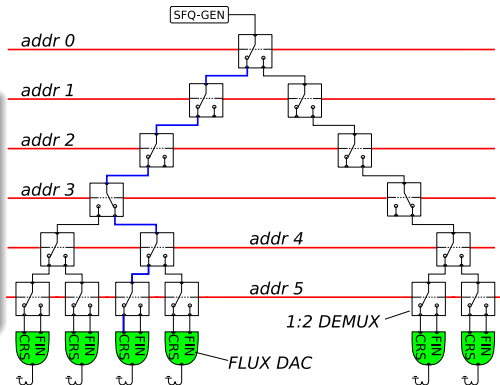 SFQ-GEN
addr 0
addr 1
addr 2
addr 3
addr 4
addr 5
1:2 DEMUX
CRS FIN CRS FIN CRS FIN CRS FIN CRS FIN CRS FIN
FLUX DAC